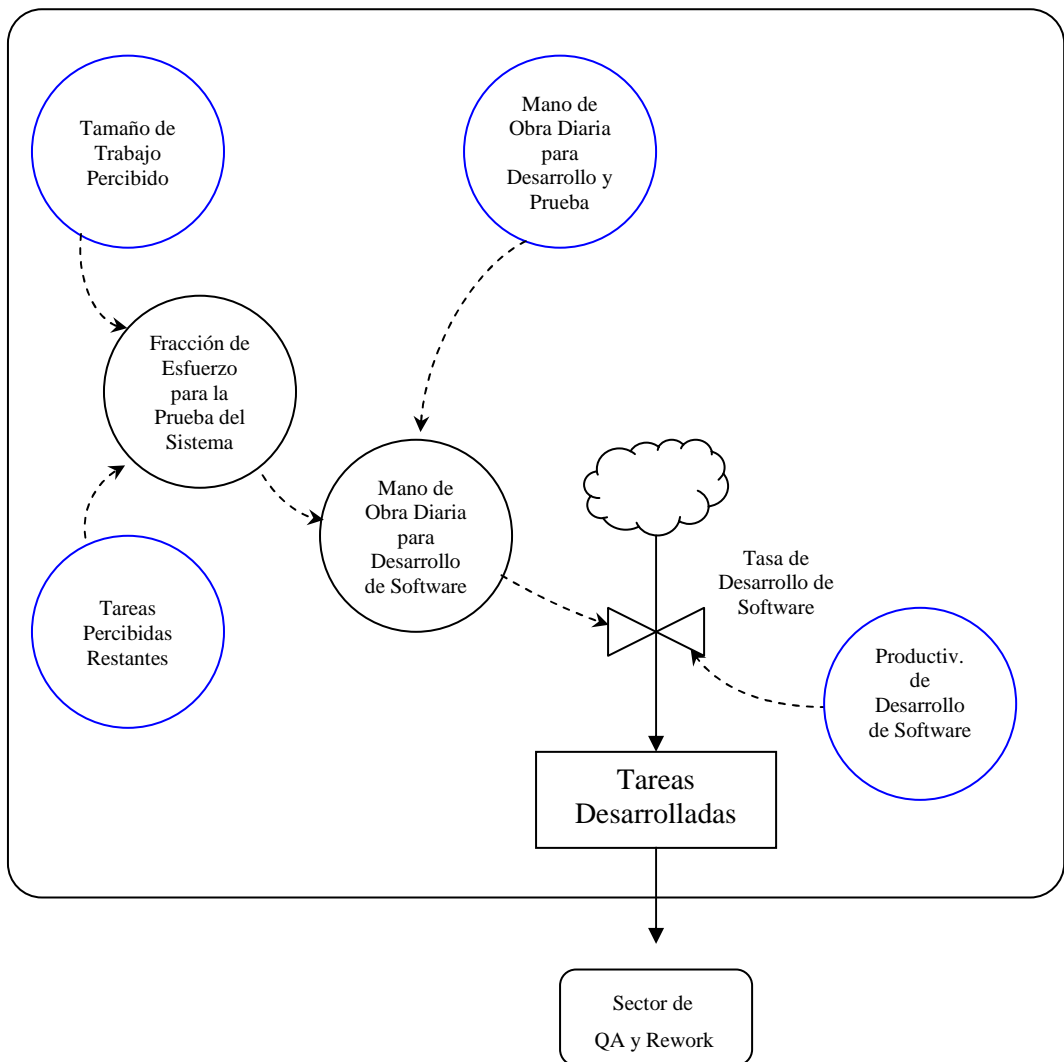 Tamaño de
Trabajo
Percibido
Mano de
Obra Diaria
para
Desarrollo y
Prueba
Fracción de
Esfuerzo
para la
Prueba del
Sistema
Mano de
Obra Diaria
para
Desarrollo
de Software
Tasa de
Desarrollo de
Software
Tareas
Percibidas
Restantes
Productiv.
de
Desarrollo
de Software
Tareas
Desarrolladas
Sector de
QA y Rework